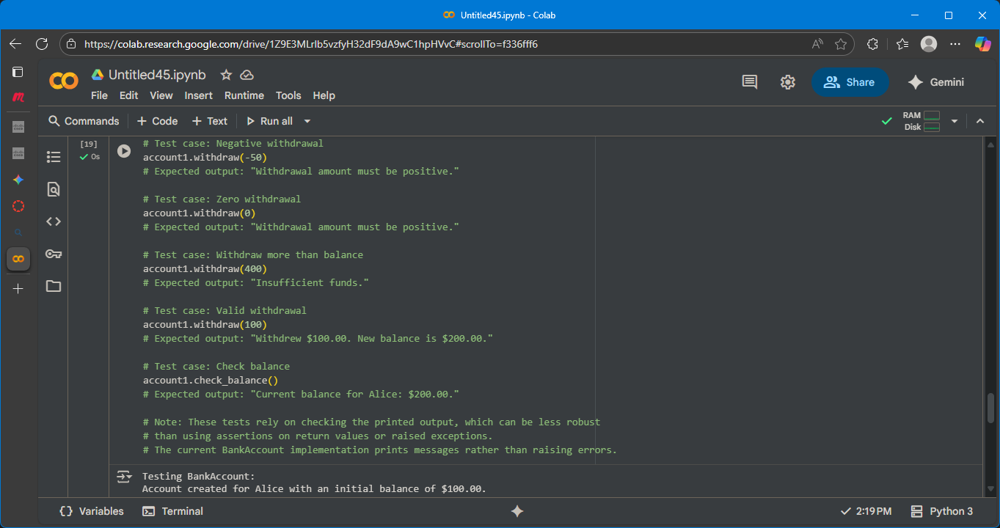 Untitled45.ipynb - Colab
https://colab.research.google.com/drive/1Z9E3MLrlb5vzfyH32dF9dA9wC1hpHVvC#scrollTo=f336fff6
Untitled45.ipynb
File Edit View Insert Runtime Tools Help
Share
Gemini
Commands + Code + Text Run all
RAM
Disk
[19]
0s
# Test case: Negative withdrawal
account1.withdraw(-50)
# Expected output: "Withdrawal amount must be positive."
# Test case: Zero withdrawal
account1.withdraw(0)
# Expected output: "Withdrawal amount must be positive."
# Test case: Withdraw more than balance
account1.withdraw(400)
# Expected output: "Insufficient funds."
# Test case: Valid withdrawal
account1.withdraw(100)
# Expected output: "Withdrew $100.00. New balance is $200.00."
# Test case: Check balance
account1.check_balance()
# Expected output: "Current balance for Alice: $200.00."
# Note: These tests rely on checking the printed output, which can be less robust
# than using assertions on return values or raised exceptions.
# The current BankAccount implementation prints messages rather than raising errors.
Testing BankAccount:
Account created for Alice with an initial balance of $100.00.
Variables Terminal
2:19 PM Python 3